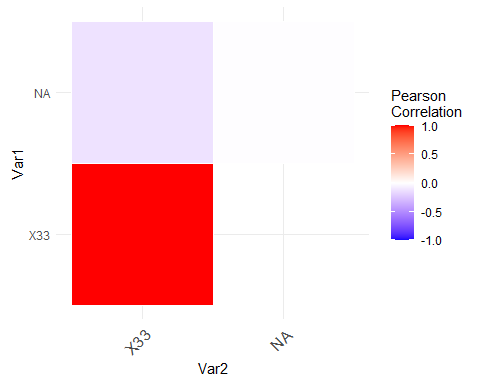 Var1
NA
X33
X33
NA
Var2
Pearson
Correlation
1.0
0.5
0.0
-0.5
-1.0